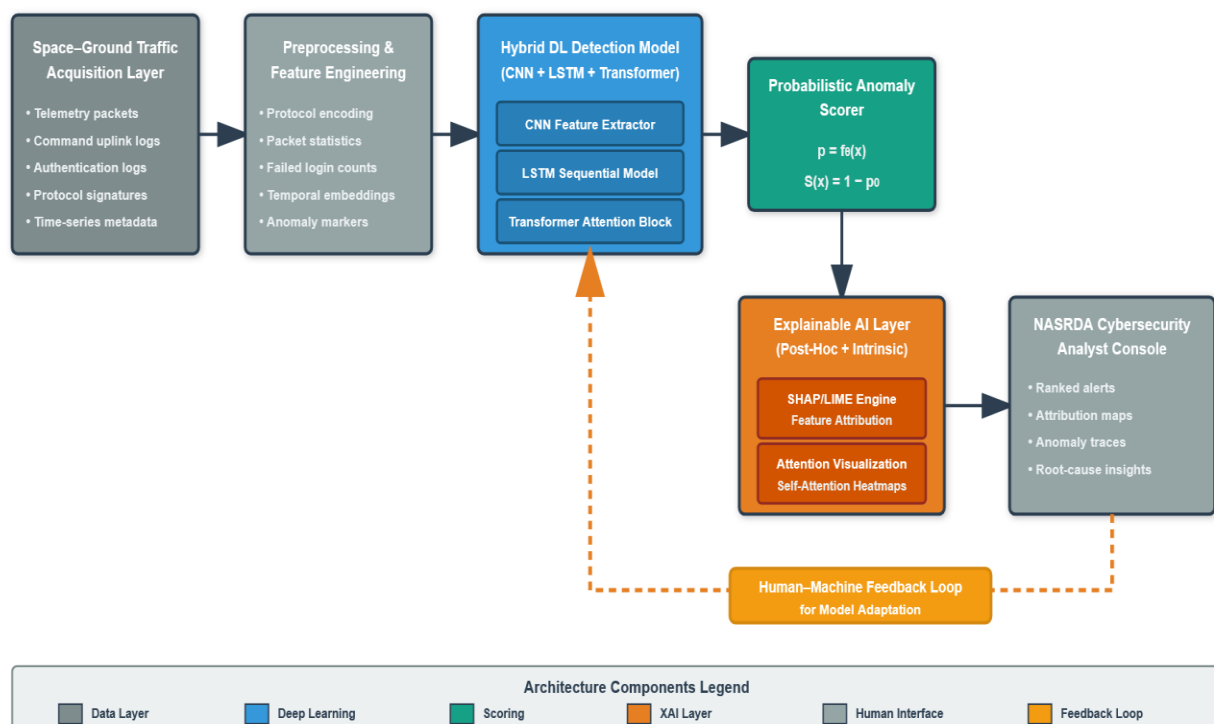 Space–Ground Traffic
Acquisition Layer
• Telemetry packets
• Command uplink logs
• Authentication logs
• Protocol signatures
• Time-series metadata
Preprocessing &
Feature Engineering
• Protocol encoding
• Packet statistics
• Failed login counts
• Temporal embeddings
• Anomaly markers
Hybrid DL Detection Model
(CNN + LSTM + Transformer)
CNN Feature Extractor
LSTM Sequential Model
Transformer Attention Block
Probabilistic Anomaly
Scorer
p = fθ(x)
S(x) = 1 − p₀
Explainable AI Layer
(Post-Hoc + Intrinsic)
SHAP/LIME Engine
Feature Attribution
Attention Visualization
Self-Attention Heatmaps
NASRDA Cybersecurity
Analyst Console
• Ranked alerts
• Attribution maps
• Anomaly traces
• Root-cause insights
Human–Machine Feedback Loop
for Model Adaptation
Architecture Components Legend
Data Layer
Deep Learning
Scoring
XAI Layer
Human Interface
Feedback Loop